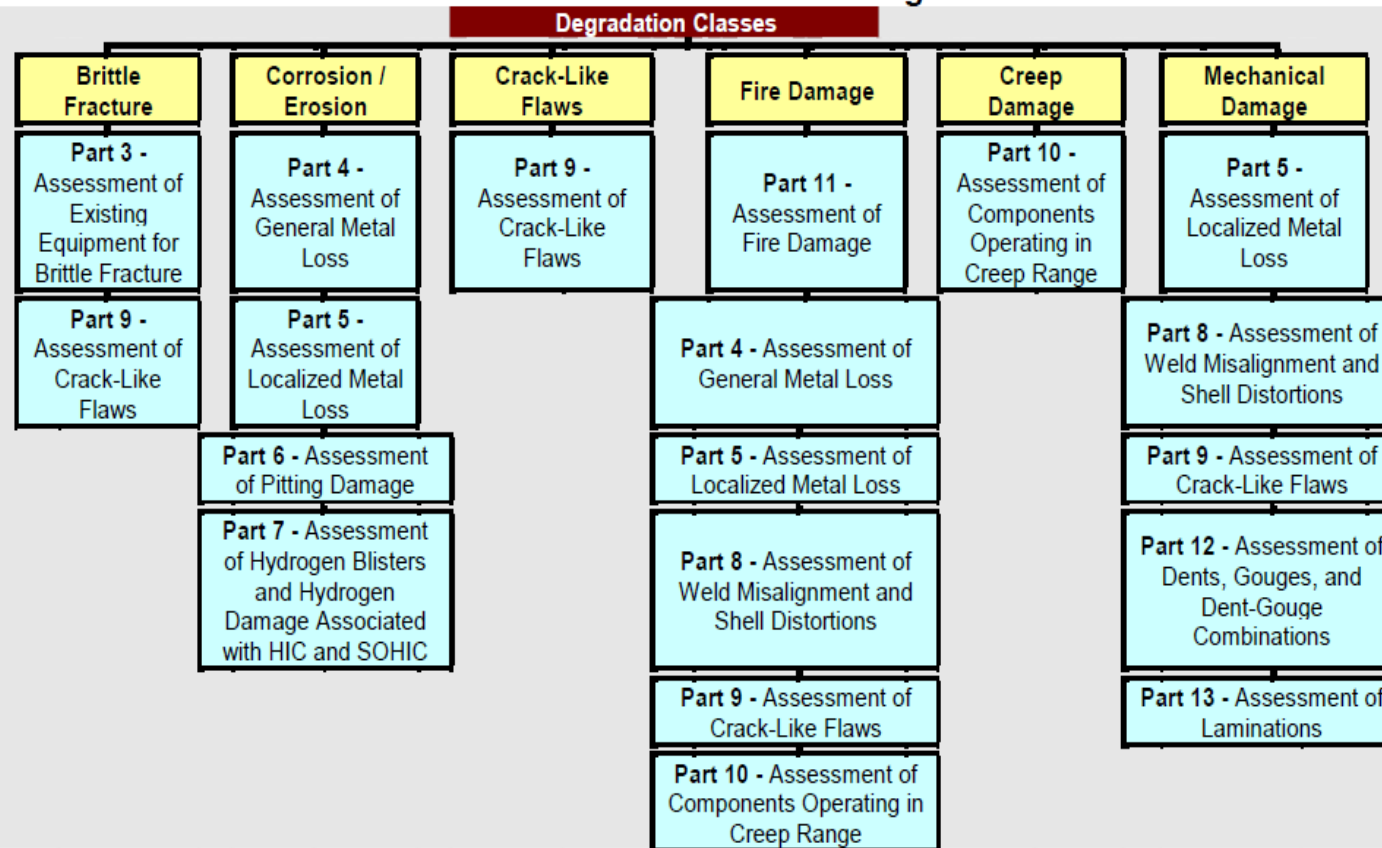 Degradation Classes
Brittle
Fracture
Part 3 -
Assessment of
Existing
Equipment for
Brittle Fracture
Part 9 -
Assessment of
Crack-Like
Flaws
Corrosion /
Erosion
Part 4 -
Assessment of
General Metal
Loss
Part 5 -
Assessment of
Localized Metal
Loss
Part 6 - Assessment
of Pitting Damage
Part 7 - Assessment
of Hydrogen Blisters
and Hydrogen
Damage Associated
with HIC and SOHIC
Crack-Like
Flaws
Part 9 -
Assessment of
Crack-Like
Flaws
Fire Damage
Part 11 -
Assessment of
Fire Damage
Part 4 - Assessment of
General Metal Loss
Part 5 - Assessment of
Localized Metal Loss
Part 8 - Assessment of
Weld Misalignment and
Shell Distortions
Part 9 - Assessment of
Crack-Like Flaws
Part 10 - Assessment of
Components Operating in
Creep Range
Creep
Damage
Part 10 -
Assessment of
Components
Operating in
Creep Range
Mechanical
Damage
Part 5 -
Assessment of
Localized Metal
Loss
Part 8 - Assessment of
Weld Misalignment and
Shell Distortions
Part 9 - Assessment of
Crack-Like Flaws
Part 12 - Assessment of
Dents, Gouges, and
Dent-Gouge
Combinations
Part 13 - Assessment of
Laminations